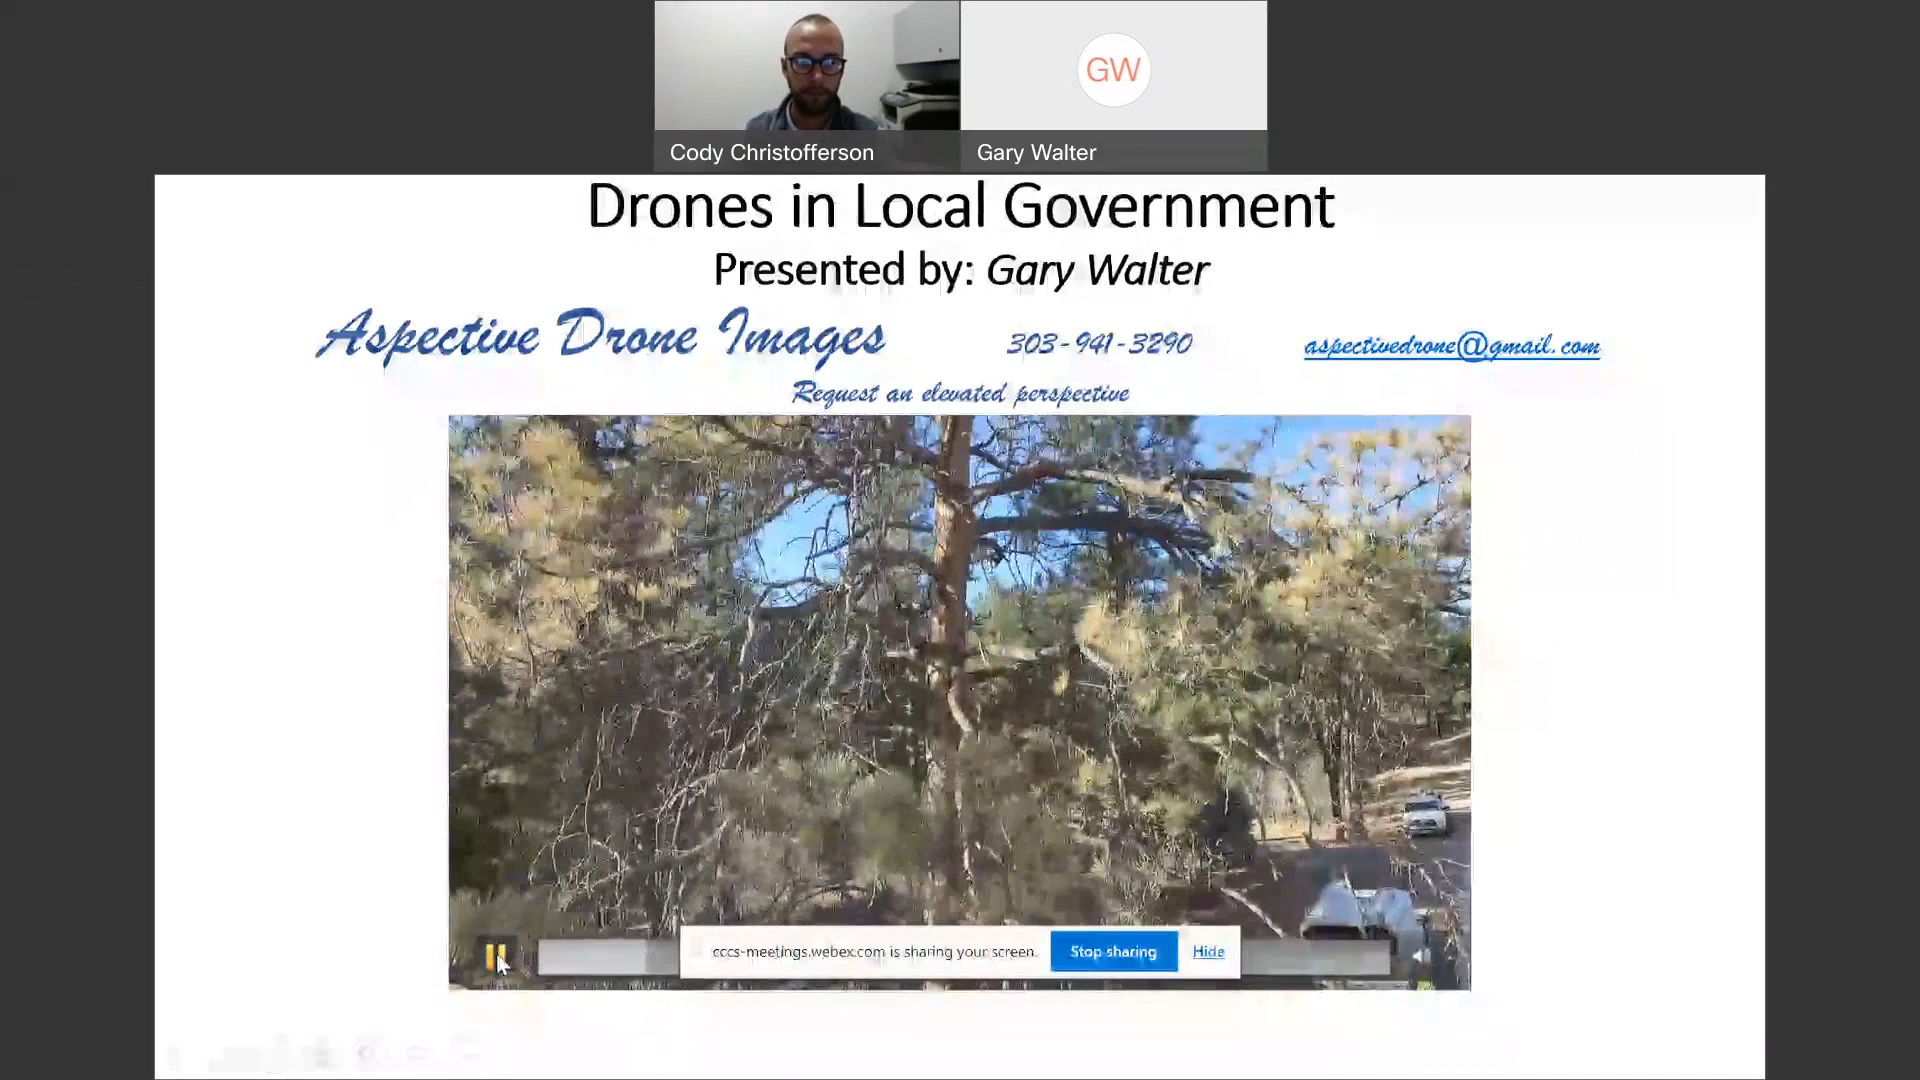 GW
Cody Christofferson
Gary Walter
Drones in Local Government
Presented by: Gary Walter
Aspective Drone Images 303-941-3290 aspectivedrone@gmail.com
Request an elevated perspective
cccs-meetings.webex.com is sharing your screen. Stop sharing Hide